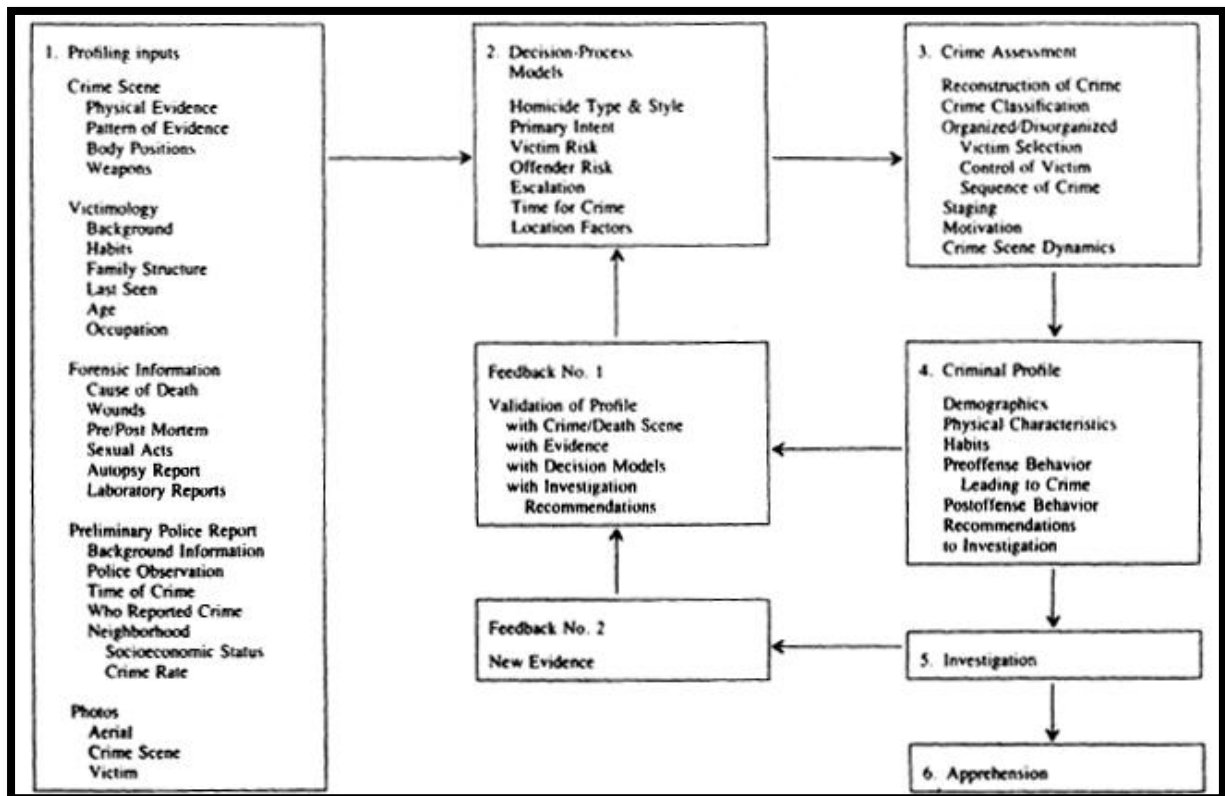 1. Profiling inputs
Crime Scene
Physical Evidence
Pattern of Evidence
Body Positions
Weapons
Victimology
Background
Habits
Family Structure
Last Seen
Age
Occupation
Forensic Information
Cause of Death
Wounds
Pre/Post Mortem
Sexual Acts
Autopsy Report
Laboratory Reports
Preliminary Police Report
Background Information
Police Observation
Time of Crime
Who Reported Crime
Neighborhood
Socioeconomic Status
Crime Rate
Photos
Aerial
Crime Scene
Victim
2. Decision-Process
Models
Homicide Type & Style
Primary Intent
Victim Risk
Offender Risk
Escalation
Time for Crime
Location Factors
3. Crime Assessment
Reconstruction of Crime
Crime Classification
Organized/Disorganized
Victim Selection
Control of Victim
Sequence of Crime
Staging
Motivation
Crime Scene Dynamics
Feedback No. 1
Validation of Profile
with Crime/Death Scene
with Evidence
with Decision Models
with Investigation
Recommendations
4. Criminal Profile
Demographics
Physical Characteristics
Habits
Preoffense Behavior
Leading to Crime
Postoffense Behavior
Recommendations
to Investigation
Feedback No. 2
New Evidence
5. Investigation
6. Apprehension